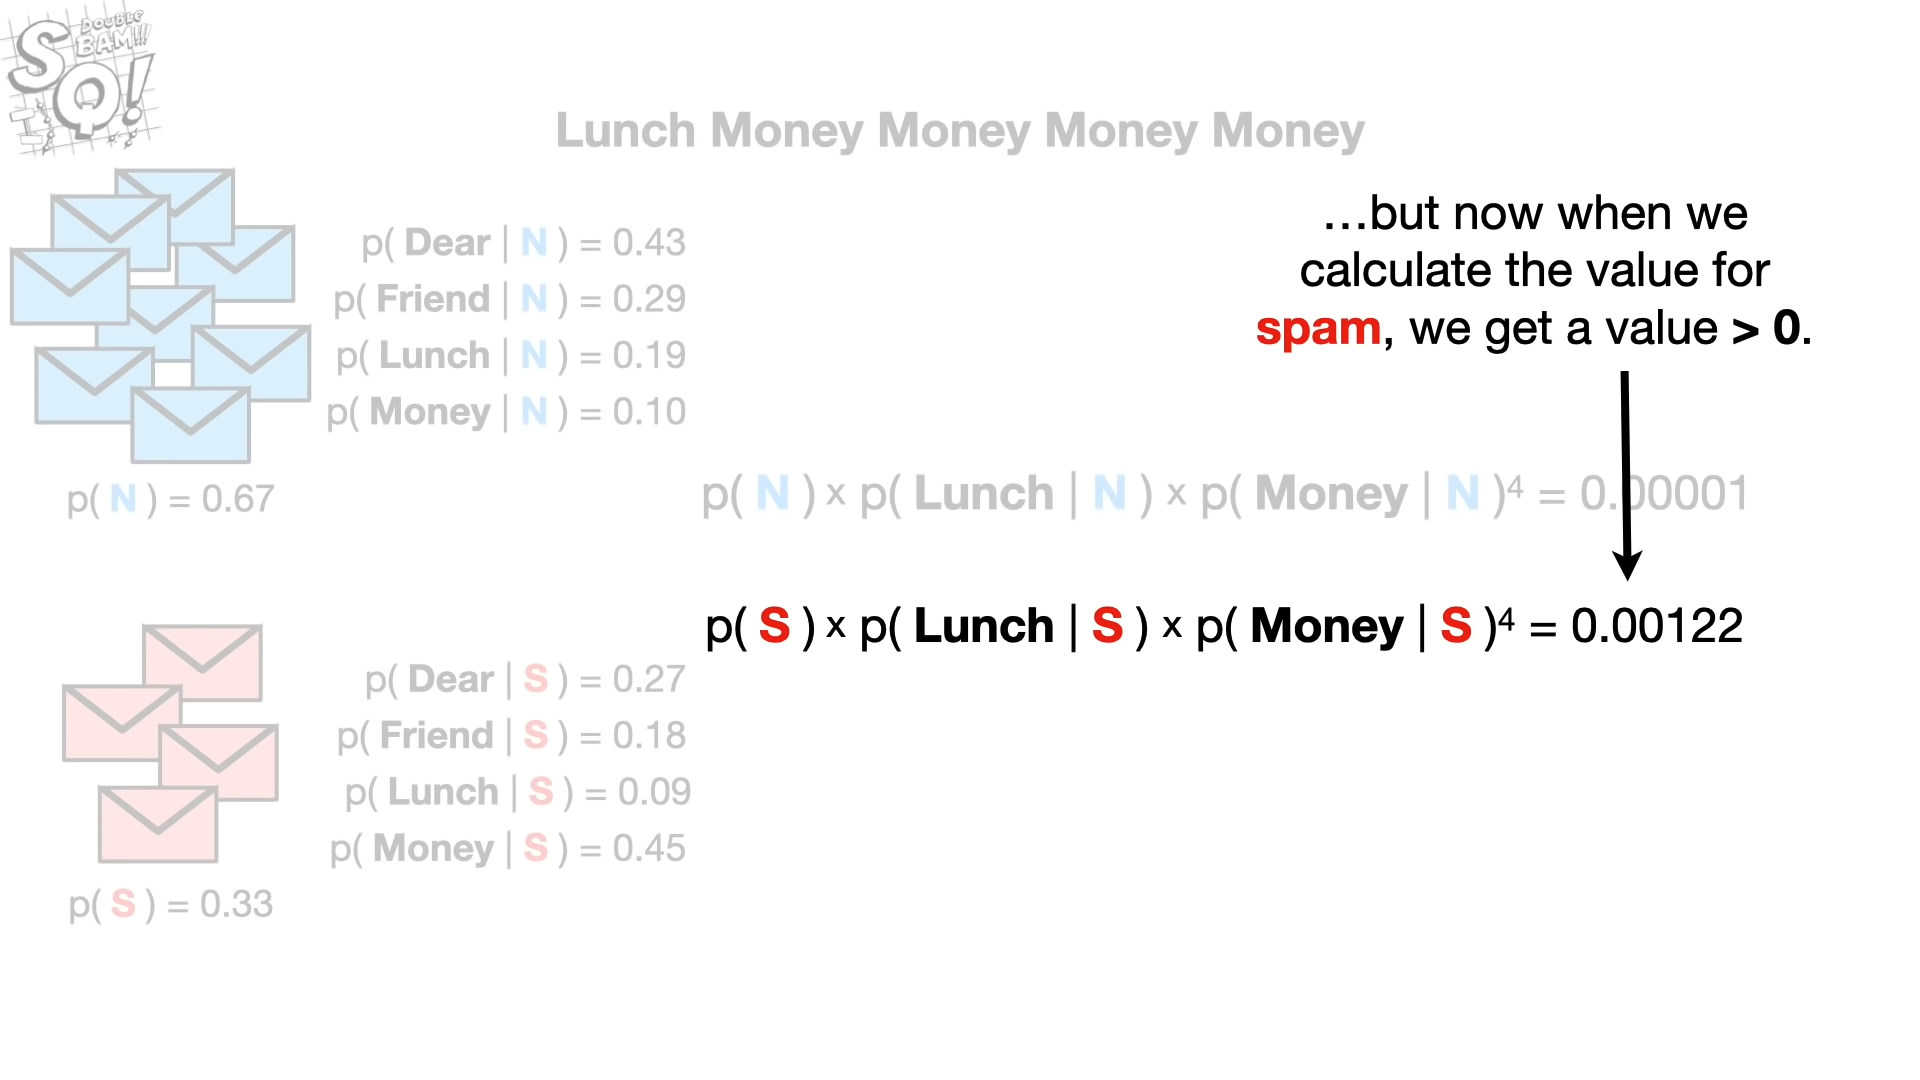 DOUBLE
BAM!!!
SQ!
Lunch Money Money Money Money
…but now when we
calculate the value for
spam, we get a value > 0.
p( Dear | N ) = 0.43
p( Friend | N ) = 0.29
p( Lunch | N ) = 0.19
p( Money | N ) = 0.10
p( N ) = 0.67
p( N ) x p( Lunch | N ) x p( Money | N )⁴ = 0.00001
p( S ) x p( Lunch | S ) x p( Money | S )⁴ = 0.00122
p( Dear | S ) = 0.27
p( Friend | S ) = 0.18
p( Lunch | S ) = 0.09
p( Money | S ) = 0.45
p( S ) = 0.33